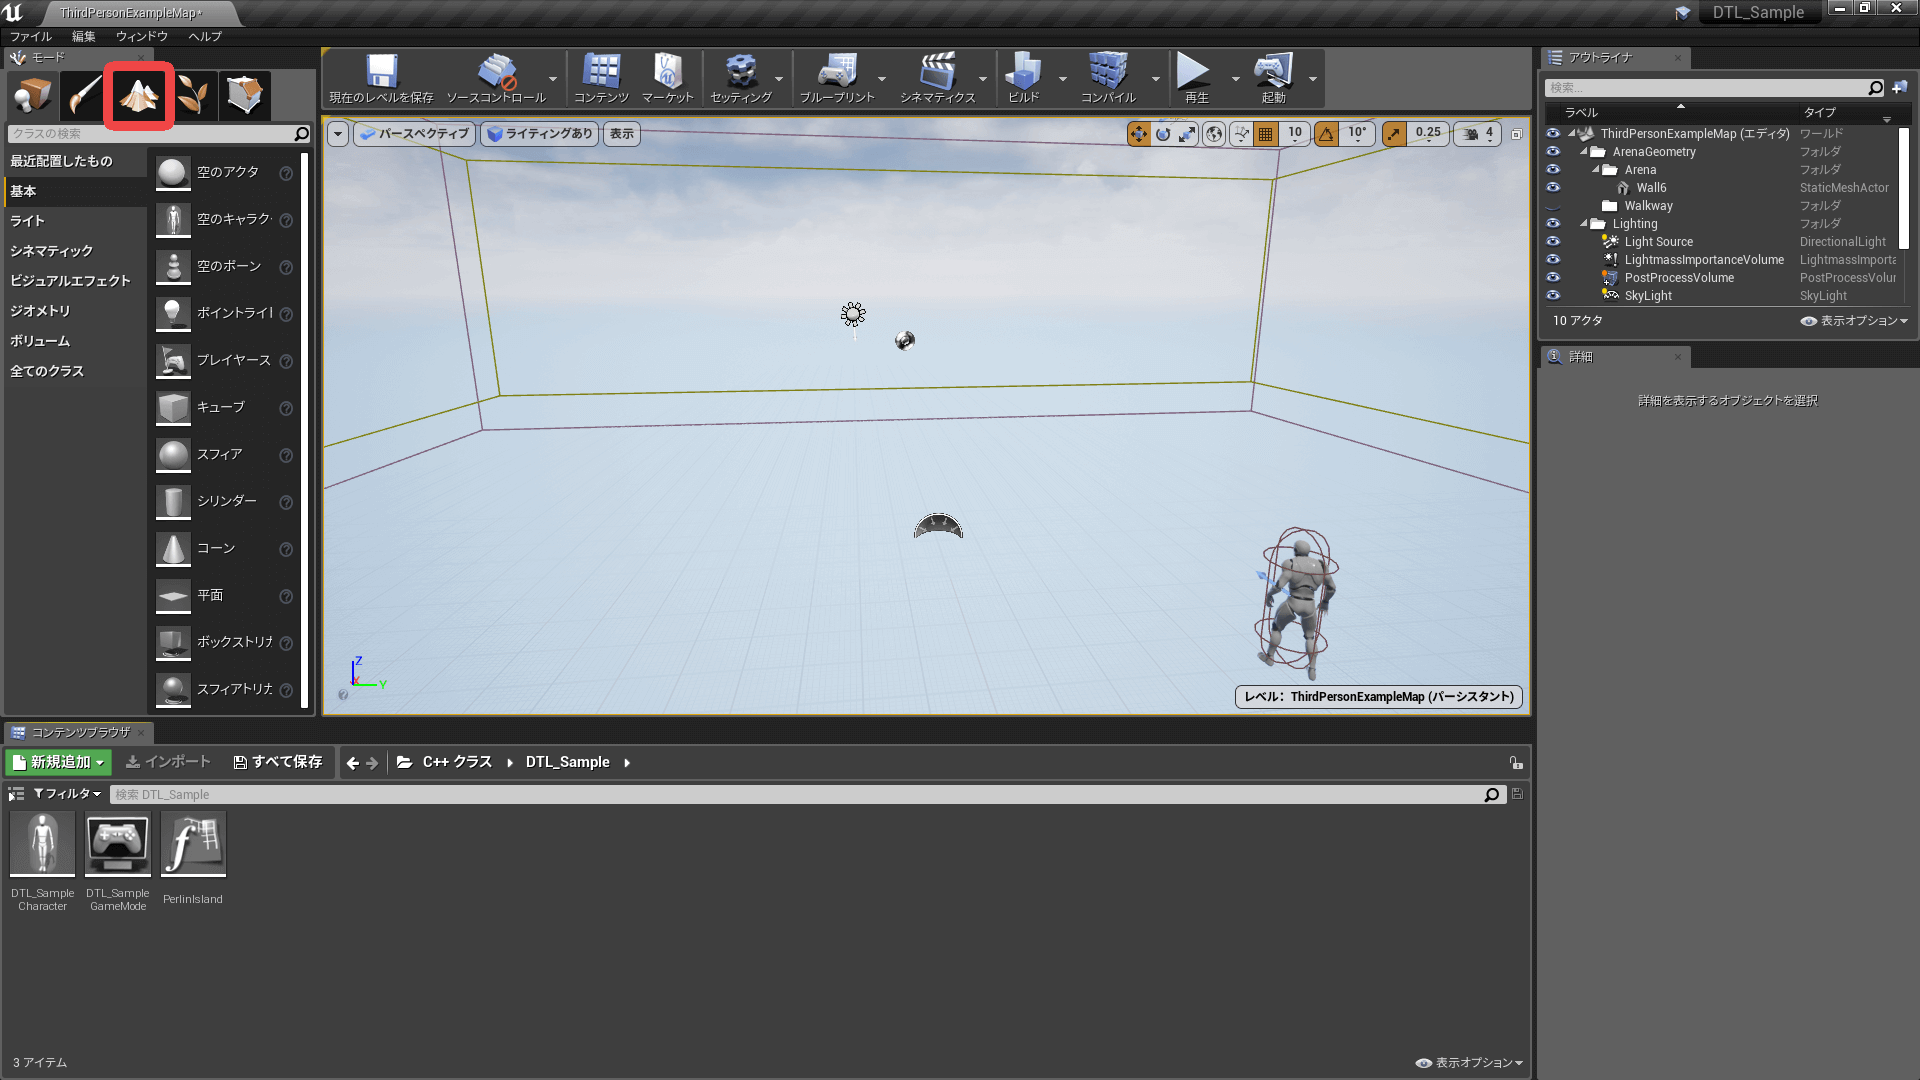 ThirdPersonExampleMap*
DTL_Sample
ファイル 編集 ウィンドウ ヘルプ
モード
クラスの検索
最近配置したもの
基本
ライト
シネマティック
ビジュアルエフェクト
ジオメトリ
ボリューム
全てのクラス
空のアクタ
空のキャラク
空のポーン
ポイントライト
プレイヤース
キューブ
スフィア
シリンダー
コーン
平面
ボックストリガ
スフィアトリガ
現在のレベルを保存 ソースコントロール コンテンツ マーケット セッティング ブループリント シネマティクス ビルド コンパイル 再生 起動
パースペクティブ ライティングあり 表示
10 10° 0.25 4
Z
X
Y
レベル: ThirdPersonExampleMap (パーシスタント)
アウトライナ
検索...
ラベル タイプ
ThirdPersonExampleMap (エディタ) ワールド
ArenaGeometry フォルダ
Arena フォルダ
Wall6 StaticMeshActor
Walkway フォルダ
Lighting フォルダ
Light Source DirectionalLight
LightmassImportanceVolume LightmassImporta
PostProcessVolume PostProcessVolur
SkyLight SkyLight
10 アクタ 表示オプション
詳細
詳細を表示するオブジェクトを選択
コンテンツブラウザ
新規追加 インポート すべて保存 C++ クラス DTL_Sample
フィルタ 検索 DTL_Sample
DTL_Sample
Character
DTL_Sample
GameMode
PerlinIsland
3 アイテム 表示オプション